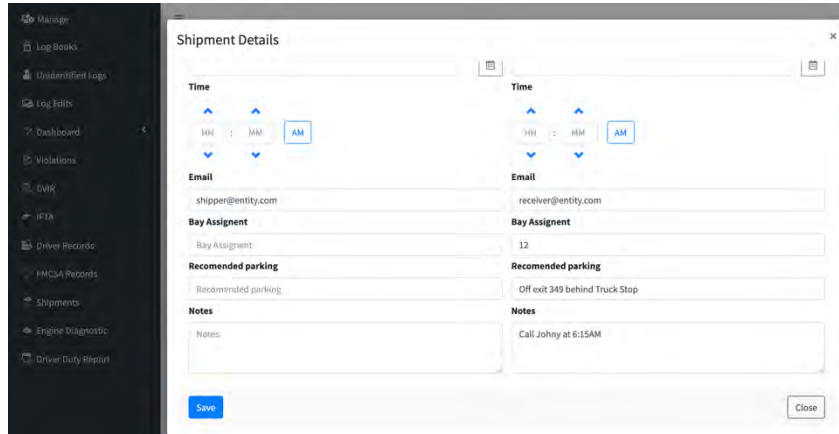 Manage
Log Books
Unidentified Logs
Log Edits
Dashboard
Violations
DVIR
IFTA
Driver Records
FMCSA Records
Shipments
Engine Diagnostic
Driver Duty Report
Shipment Details
×
Time
HH : MM AM
Email
shipper@entity.com
Bay Assignent
Bay Assignent
Recomended parking
Recomended parking
Notes
Notes
Time
HH : MM AM
Email
receiver@entity.com
Bay Assignent
12
Recomended parking
Off exit 349 behind Truck Stop
Notes
Call Johny at 6:15AM
Save
Close